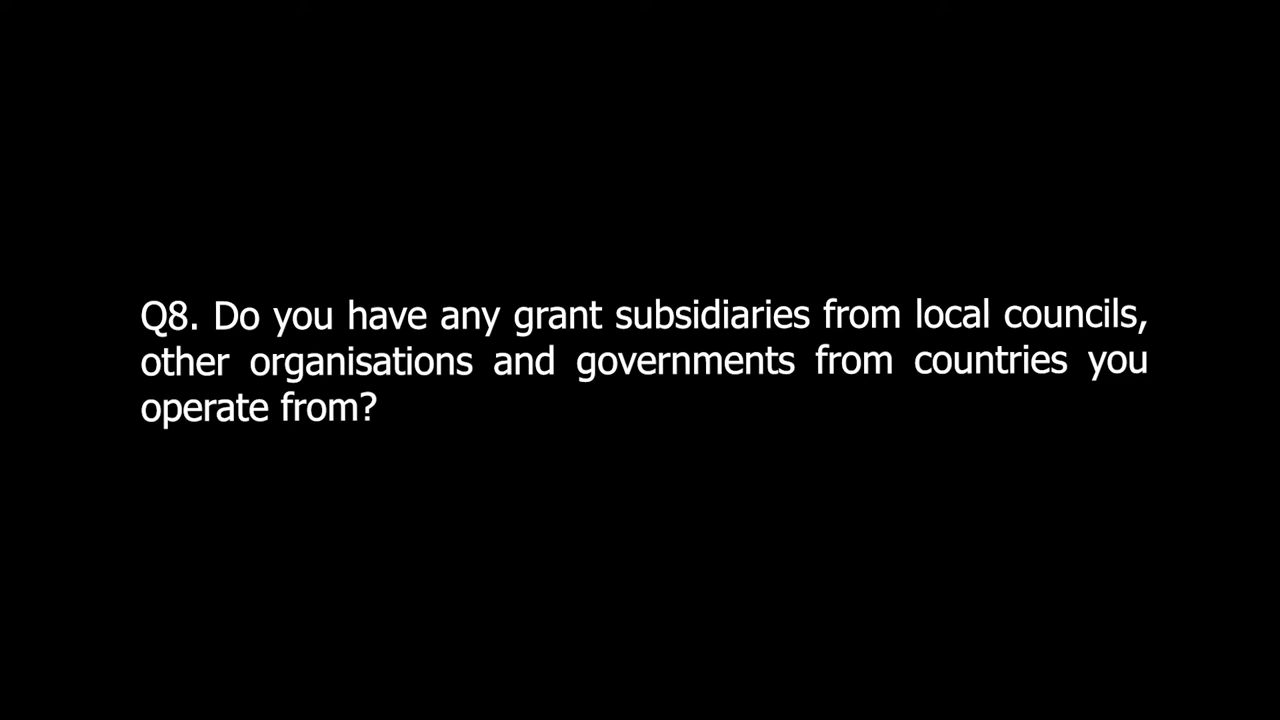 Q8. Do you have any grant subsidiaries from local councils,
other organisations and governments from countries you
operate from?